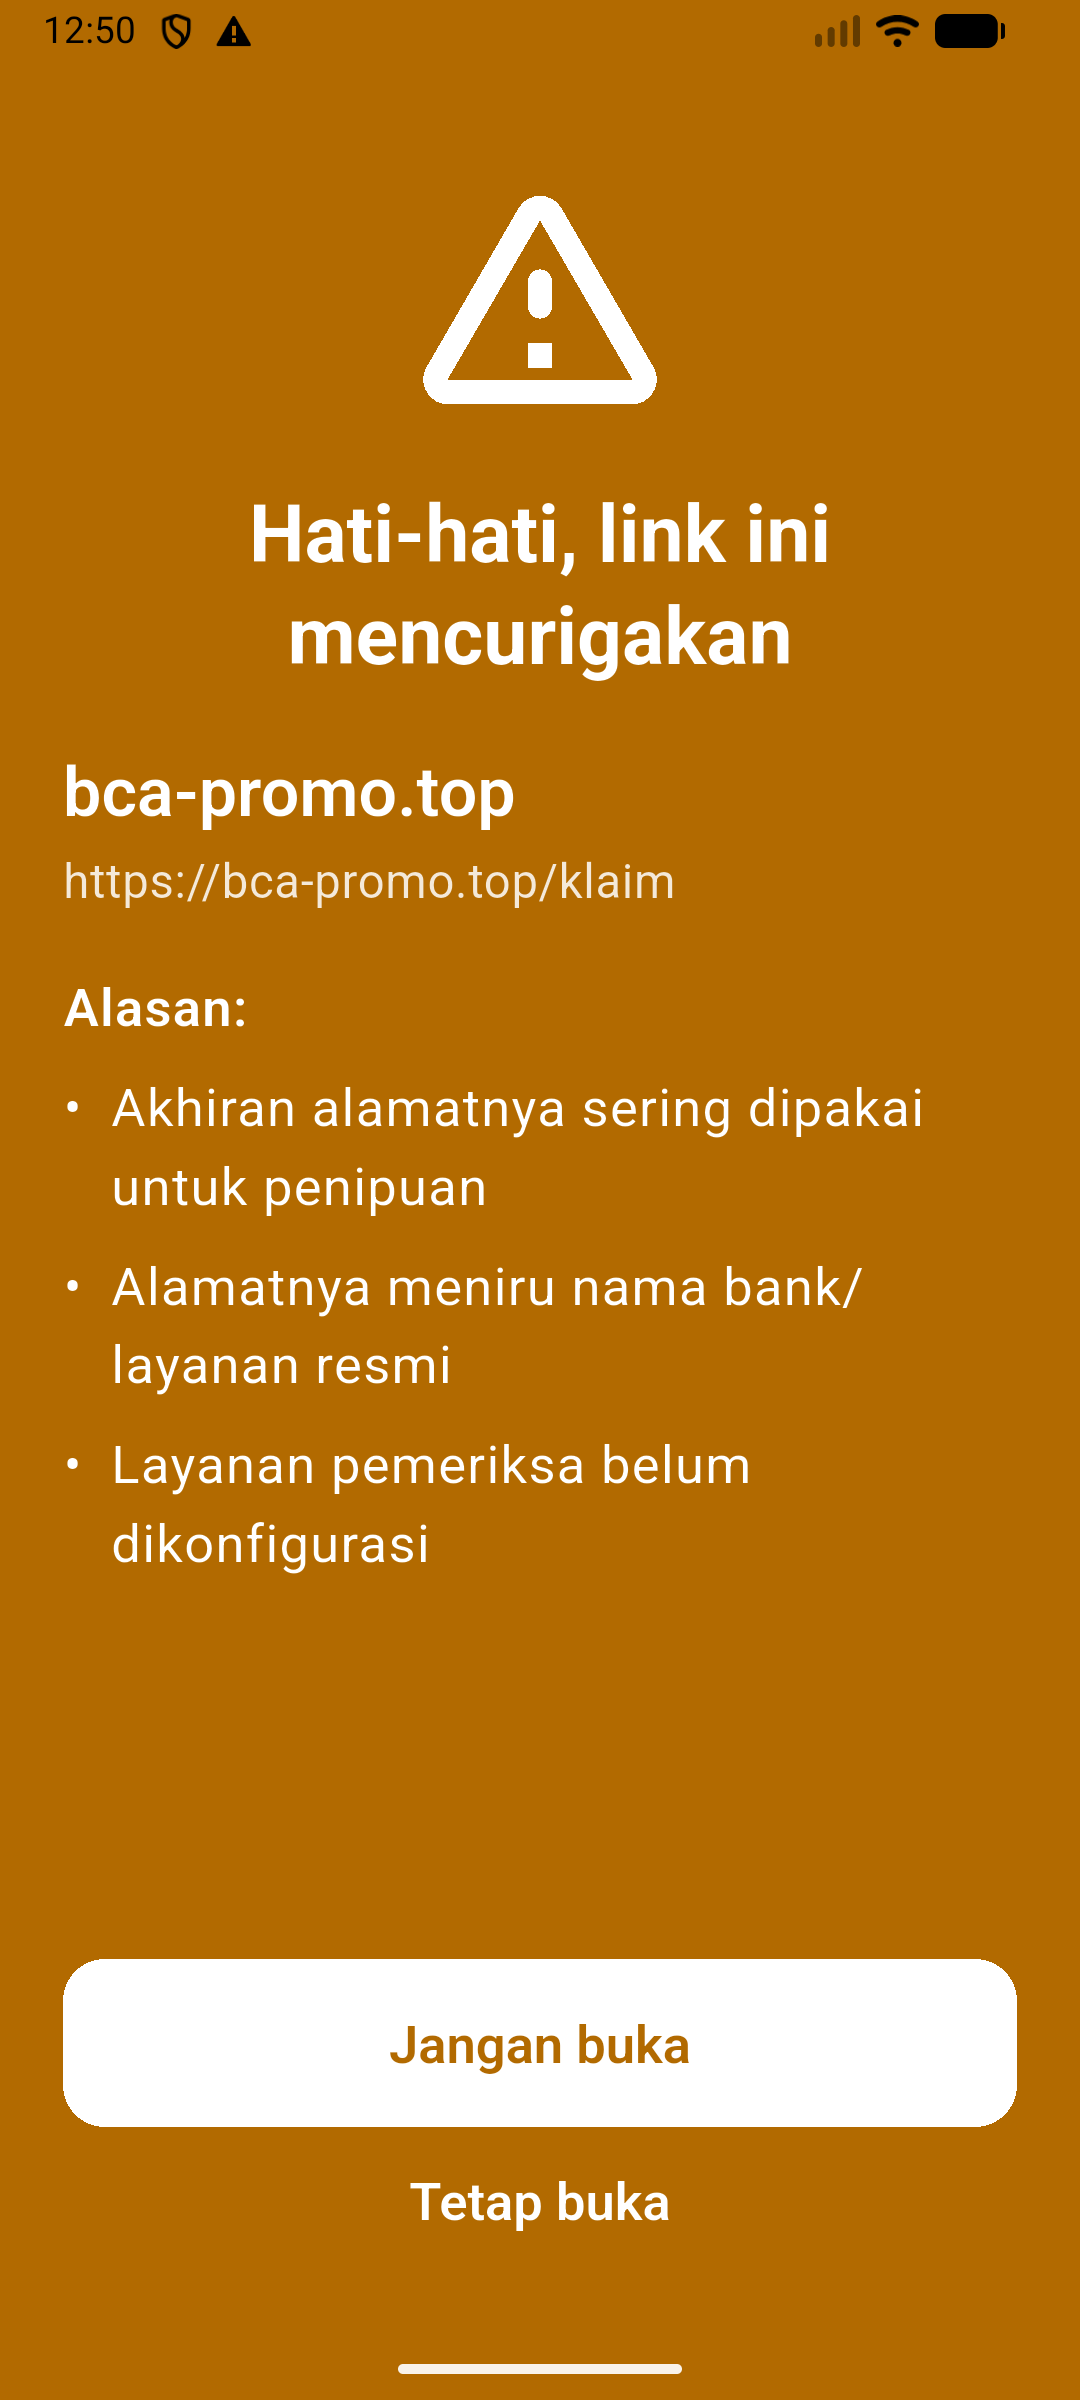 12:50
Hati-hati, link ini
mencurigakan
bca-promo.top
https://bca-promo.top/klaim
Alasan:
• Akhiran alamatnya sering dipakai
untuk penipuan
• Alamatnya meniru nama bank/
layanan resmi
• Layanan pemeriksa belum
dikonfigurasi
Jangan buka
Tetap buka